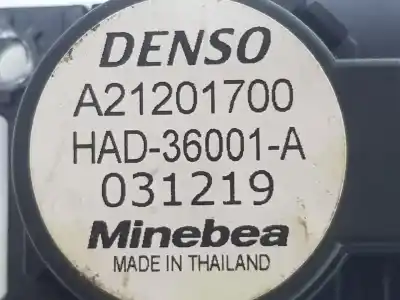 DENSO
A21201700
HAD-36001-A
031219
Minebea
MADE IN THAILAND